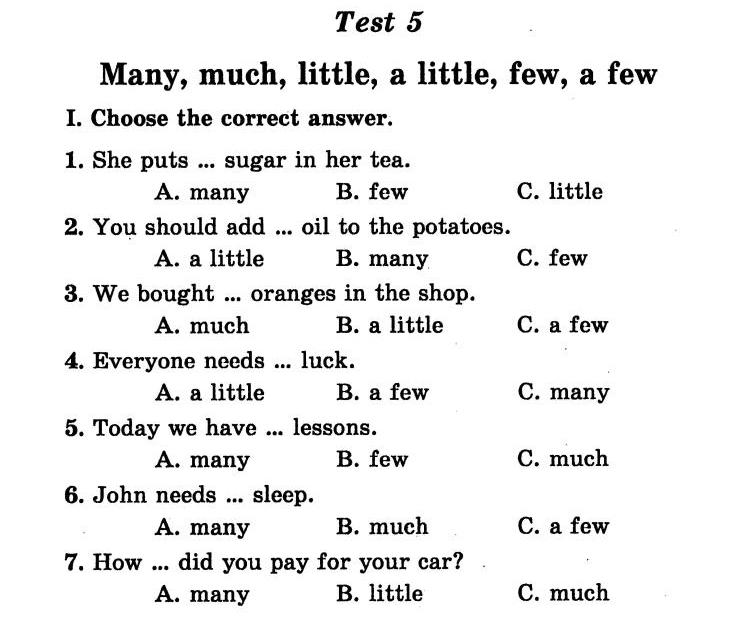 Test 5
Many, much, little, a little, few, a few
I. Choose the correct answer.
1. She puts ... sugar in her tea.
A. many B. few C. little
2. You should add ... oil to the potatoes.
A. a little B. many C. few
3. We bought ... oranges in the shop.
A. much B. a little C. a few
4. Everyone needs ... luck.
A. a little B. a few C. many
5. Today we have ... lessons.
A. many B. few C. much
6. John needs ... sleep.
A. many B. much C. a few
7. How ... did you pay for your car?
A. many B. little C. much